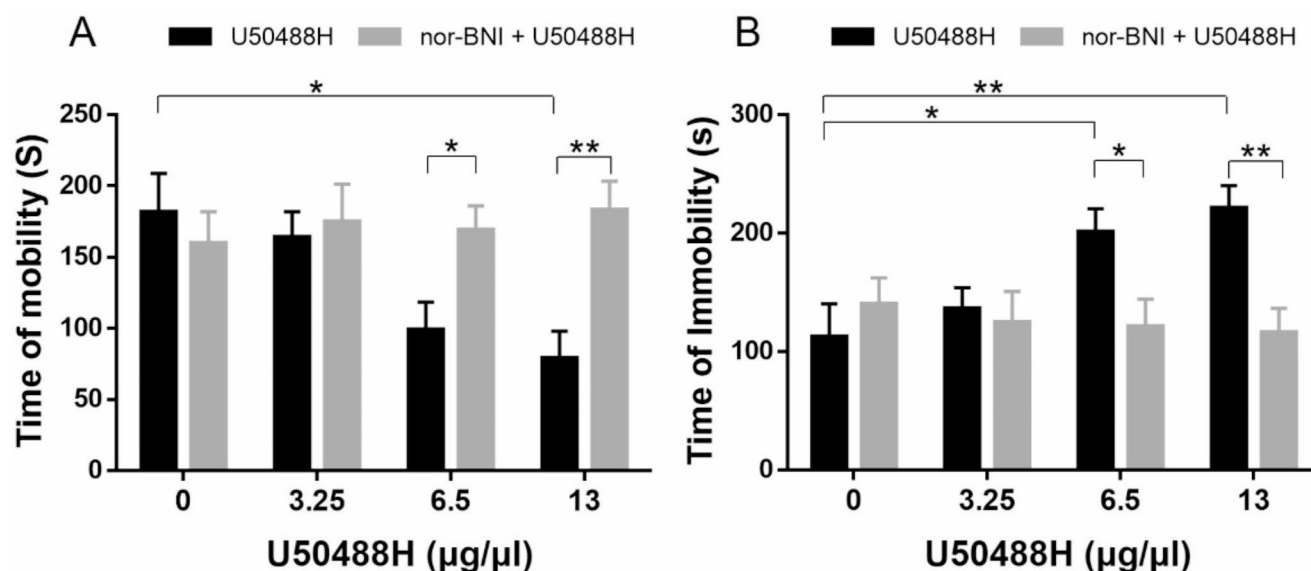 A
U50488H nor-BNI + U50488H
*
* **
Time of mobility (S)
250
200
150
100
50
0
0 3.25 6.5 13
U50488H (µg/µl)
B
U50488H nor-BNI + U50488H
**
*
* **
Time of Immobility (s)
300
200
100
0
0 3.25 6.5 13
U50488H (µg/µl)